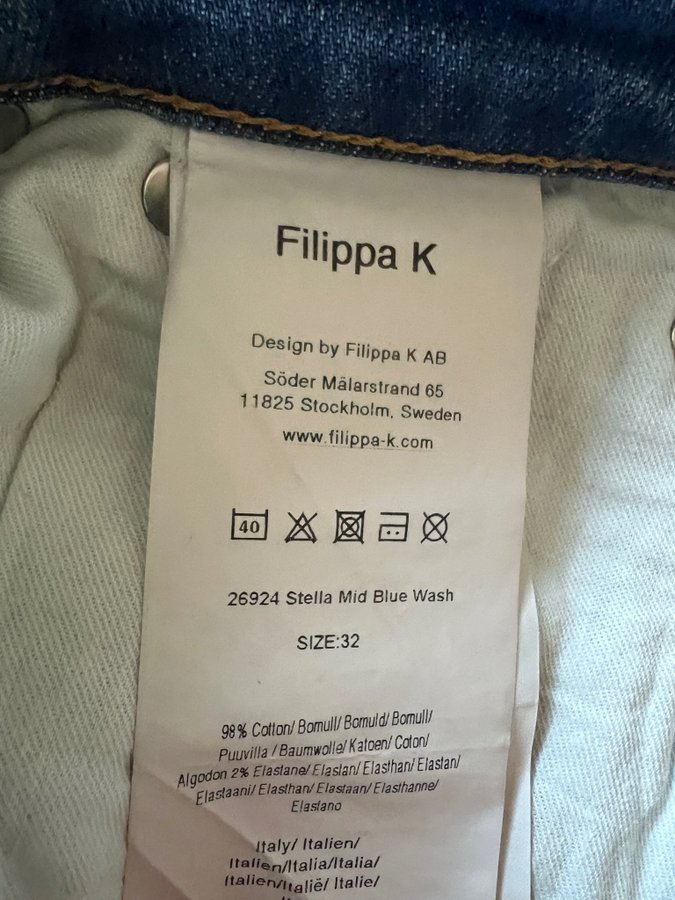 Filippa K
Design by Filippa K AB
Söder Mälarstrand 65
11825 Stockholm, Sweden
www.filippa-k.com
40
26924 Stella Mid Blue Wash
SIZE:32
98% Cotton/ Bomull/ Bomuld/ Bomull/
Puuvilla / Baumwolle/ Katoen/ Coton/
Algodon 2% Elastane/ Elastan/ Elasthan/ Elastan/
Elastaani/ Elasthan/ Elastaan/ Elasthanne/
Elastano
Italy/ Italien/
Italien/Italia/Italia/
Italien/Italië/ Italie/